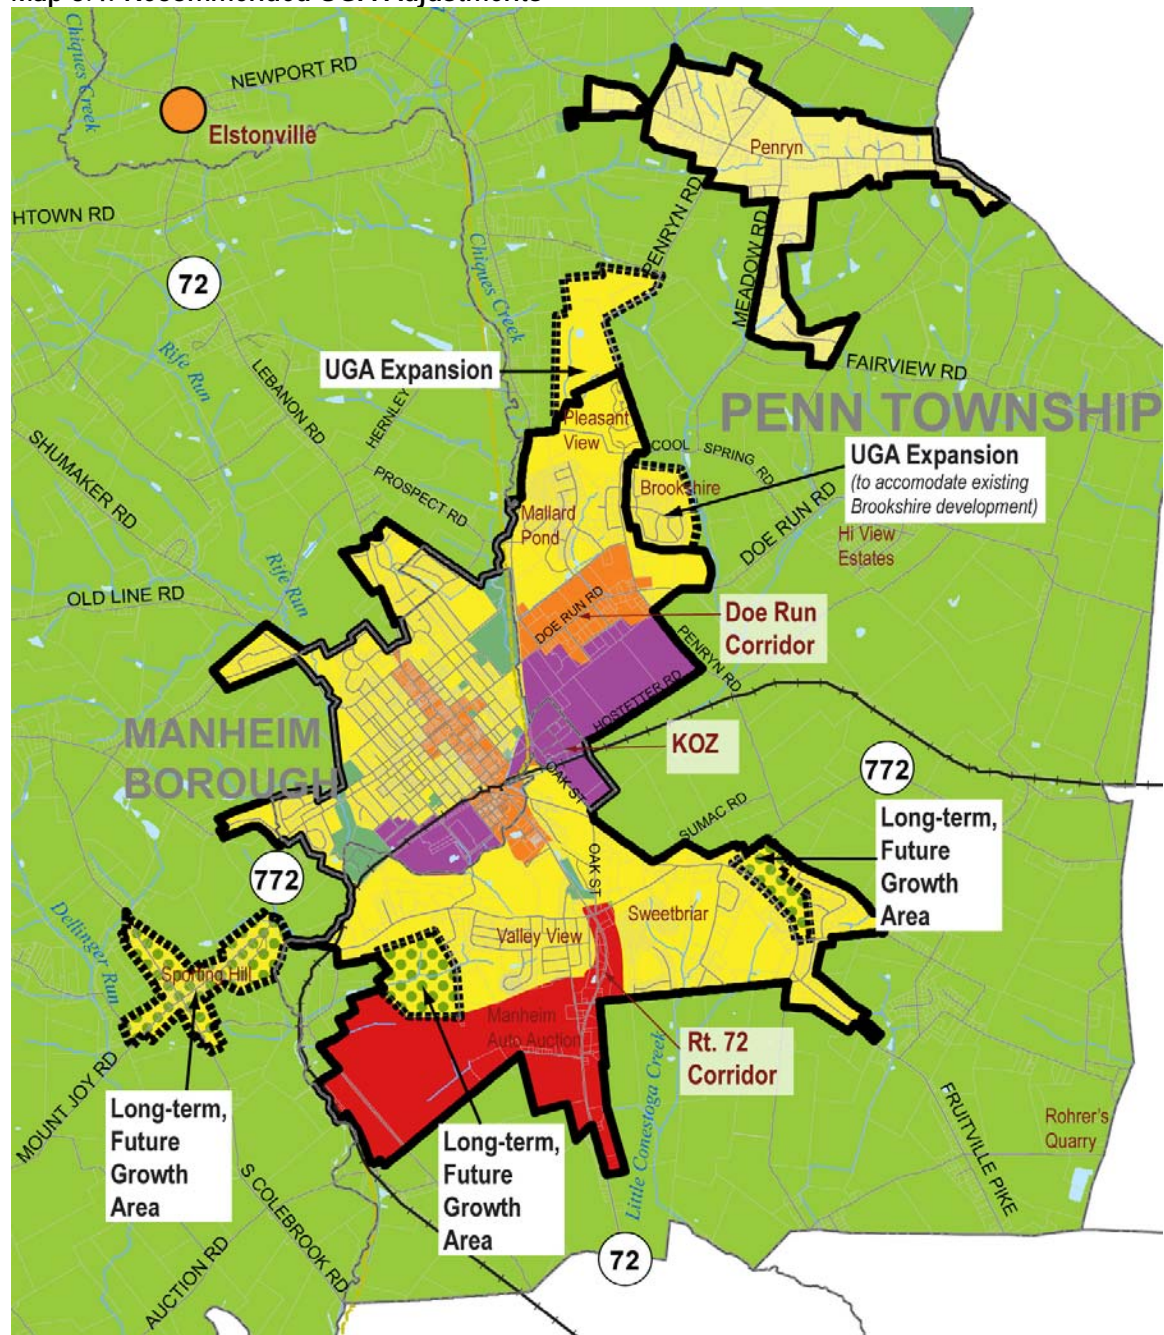 Chiques Creek
NEWPORT RD
Elstonville
Penryn
HTOWN RD
PENRYN RD
MEADOW RD
72
Chiques Creek
Rife Run
UGA Expansion
FAIRVIEW RD
LEBANON RD
HERNLEY
PENN TOWNSHIP
Pleasant
View
COOL SPRING RD
UGA Expansion
(to accomodate existing
Brookshire development)
SHUMAKER RD
PROSPECT RD
Brookshire
Mallard
Pond
DOE RUN RD
Hi View
Estates
Rife Run
OLD LINE RD
DOE RUN RD
Doe Run
Corridor
PENRYN RD
HOSTETTER RD
MANHEIM
BOROUGH
KOZ
772
OAK ST
SUMAC RD
Long-term,
Future
Growth
Area
OAK ST
772
Dellinger Run
Sweetbriar
Valley View
Sporting Hill
Manheim
Auto Auction
Rt. 72
Corridor
MOUNT JOY RD
Long-term,
Future
Growth
Area
Long-term,
Future
Growth
Area
Little Conestoga Creek
FRUITVILLE PIKE
Rohrer's
Quarry
S COLEBROOK RD
AUCTION RD
72